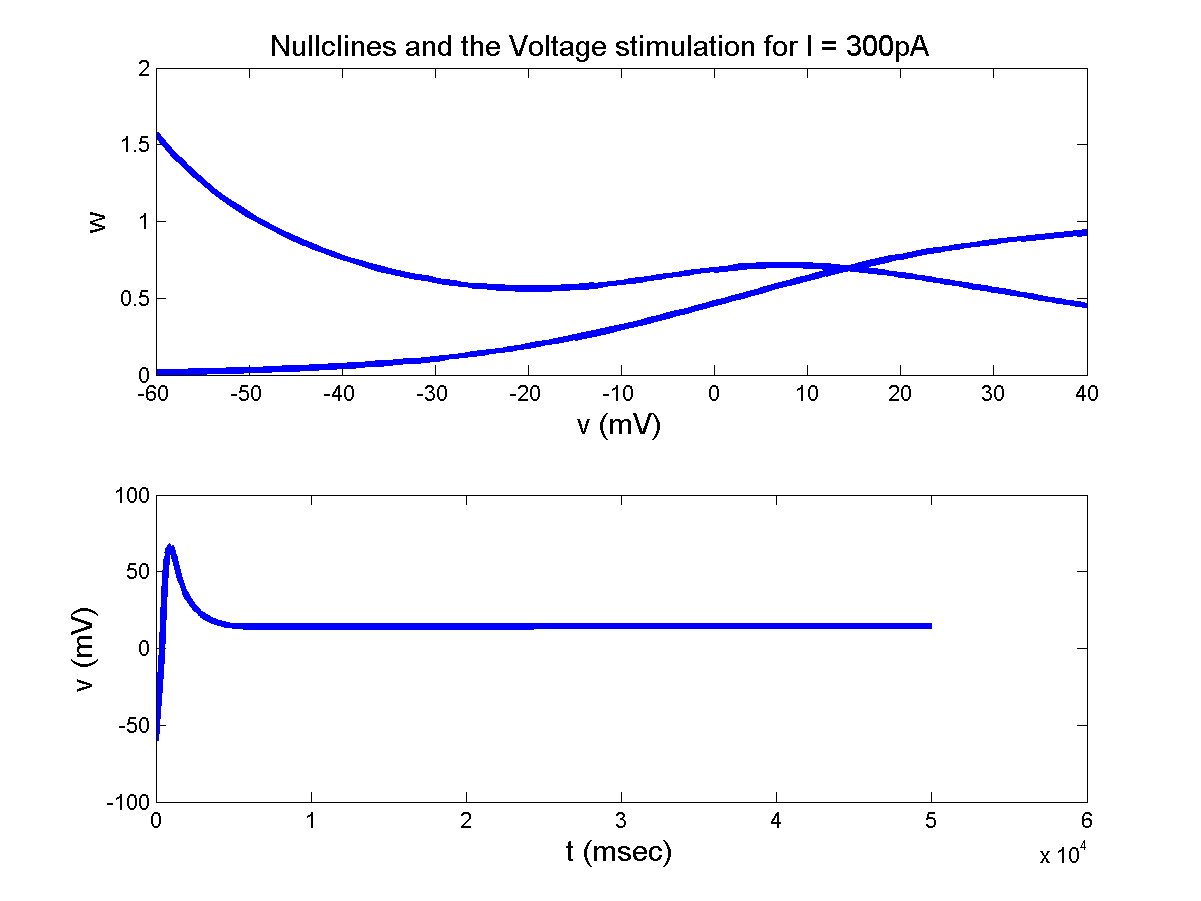 Nullclines and the Voltage stimulation for I = 300pA
2
1.5
1
0.5
0
w
-60 -50 -40 -30 -20 -10 0 10 20 30 40
v (mV)
100
50
0
-50
-100
v (mV)
0 1 2 3 4 5 6
t (msec)
x 10^4